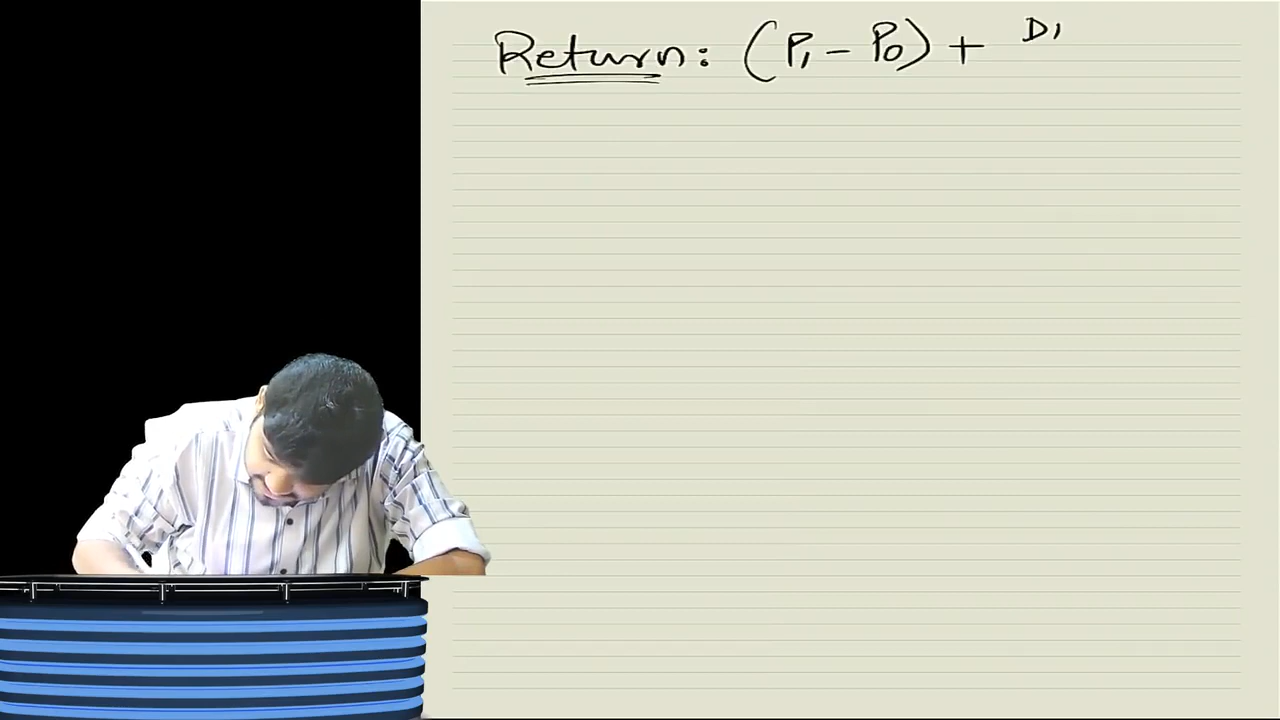 Return: (P₁ - P₀) + D₁